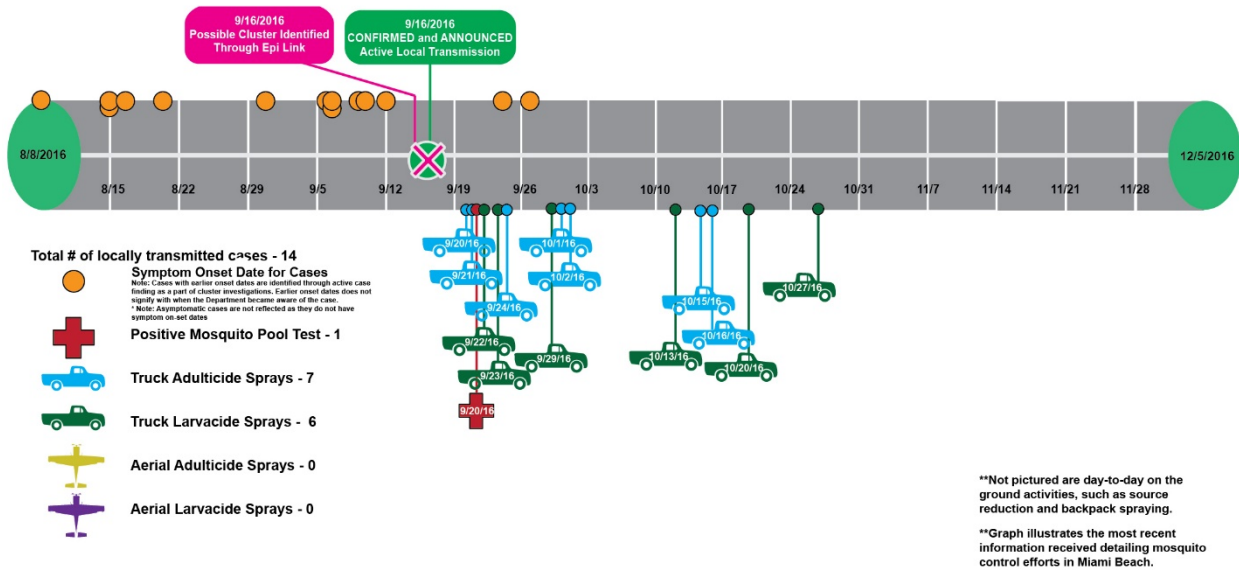 9/16/2016
Possible Cluster Identified
Through Epi Link
9/16/2016
CONFIRMED and ANNOUNCED
Active Local Transmission
8/8/2016
12/5/2016
8/15
8/22
8/29
9/5
9/12
9/19
9/26
10/3
10/10
10/17
10/24
10/31
11/7
11/14
11/21
11/28
9/20/16
9/21/16
9/24/16
9/22/16
9/23/16
9/20/16
10/1/16
10/2/16
9/29/16
10/15/16
10/16/16
10/13/16
10/20/16
10/27/16
Total # of locally transmitted cases - 14
Symptom Onset Date for Cases
Note: Cases with earlier onset dates are identified through active case
finding as a part of cluster investigations. Earlier onset dates does not
signify with when the Department became aware of the case.
* Note: Asymptomatic cases are not reflected as they do not have
symptom on-set dates
Positive Mosquito Pool Test - 1
Truck Adulticide Sprays - 7
Truck Larvacide Sprays - 6
Aerial Adulticide Sprays - 0
Aerial Larvacide Sprays - 0
**Not pictured are day-to-day on the
ground activities, such as source
reduction and backpack spraying.
**Graph illustrates the most recent
information received detailing mosquito
control efforts in Miami Beach.